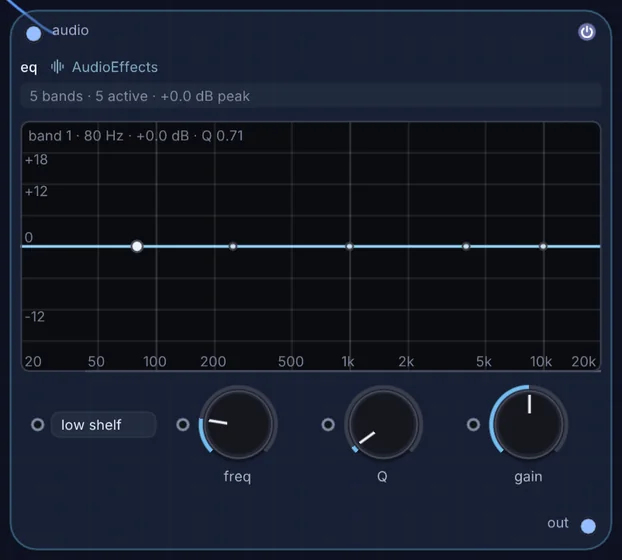 audio
eq AudioEffects
5 bands · 5 active · +0.0 dB peak
band 1 · 80 Hz · +0.0 dB · Q 0.71
+18
+12
0
-12
20 50 100 200 500 1k 2k 5k 10k 20k
low shelf
freq Q gain
out